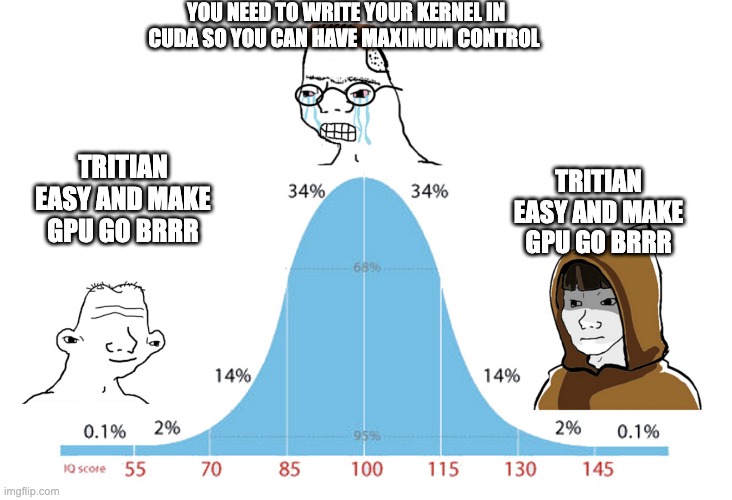 YOU NEED TO WRITE YOUR KERNEL IN
CUDA SO YOU CAN HAVE MAXIMUM CONTROL
TRITIAN
EASY AND MAKE
GPU GO BRRR
TRITIAN
EASY AND MAKE
GPU GO BRRR
34% 34%
68%
14% 14%
0.1% 2% 95% 2% 0.1%
IQ score 55 70 85 100 115 130 145
imgflip.com